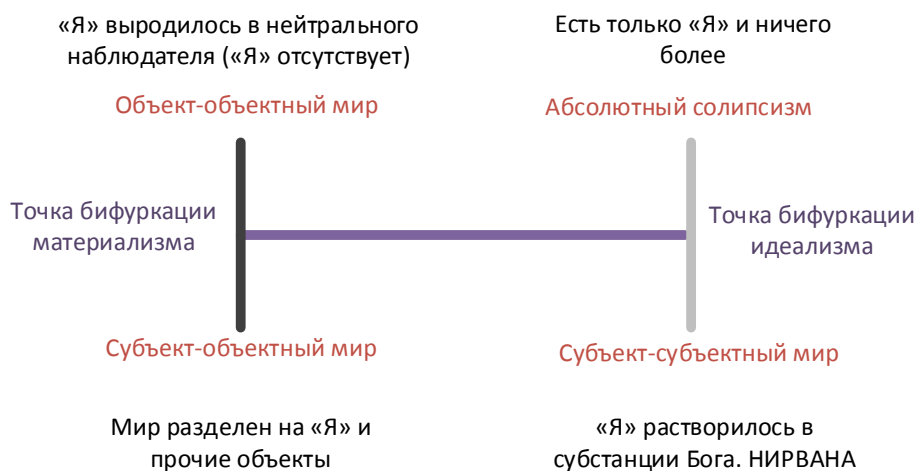 «Я» выродилось в нейтрального
наблюдателя («Я» отсутствует)
Есть только «Я» и ничего
более
Объект-объектный мир
Абсолютный солипсизм
Точка бифуркации
материализма
Точка бифуркации
идеализма
Субъект-объектный мир
Субъект-субъектный мир
Мир разделен на «Я» и
прочие объекты
«Я» растворилось в
субстанции Бога. НИРВАНА